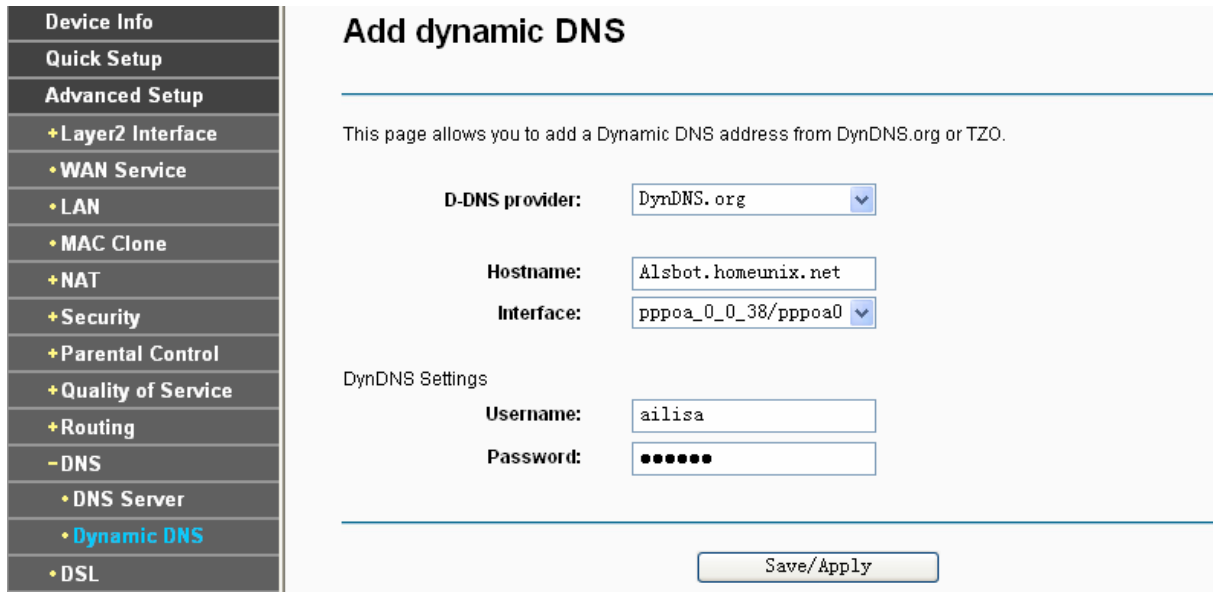 Device Info
Quick Setup
Advanced Setup
+Layer2 Interface
•WAN Service
•LAN
•MAC Clone
+NAT
+Security
+Parental Control
+Quality of Service
+Routing
-DNS
•DNS Server
•Dynamic DNS
•DSL
Add dynamic DNS
This page allows you to add a Dynamic DNS address from DynDNS.org or TZO.
D-DNS provider: DynDNS.org
Hostname: Alsbot.homeunix.net
Interface: pppoa_0_0_38/pppoa0
DynDNS Settings
Username: ailisa
Password: ●●●●●●
Save/Apply